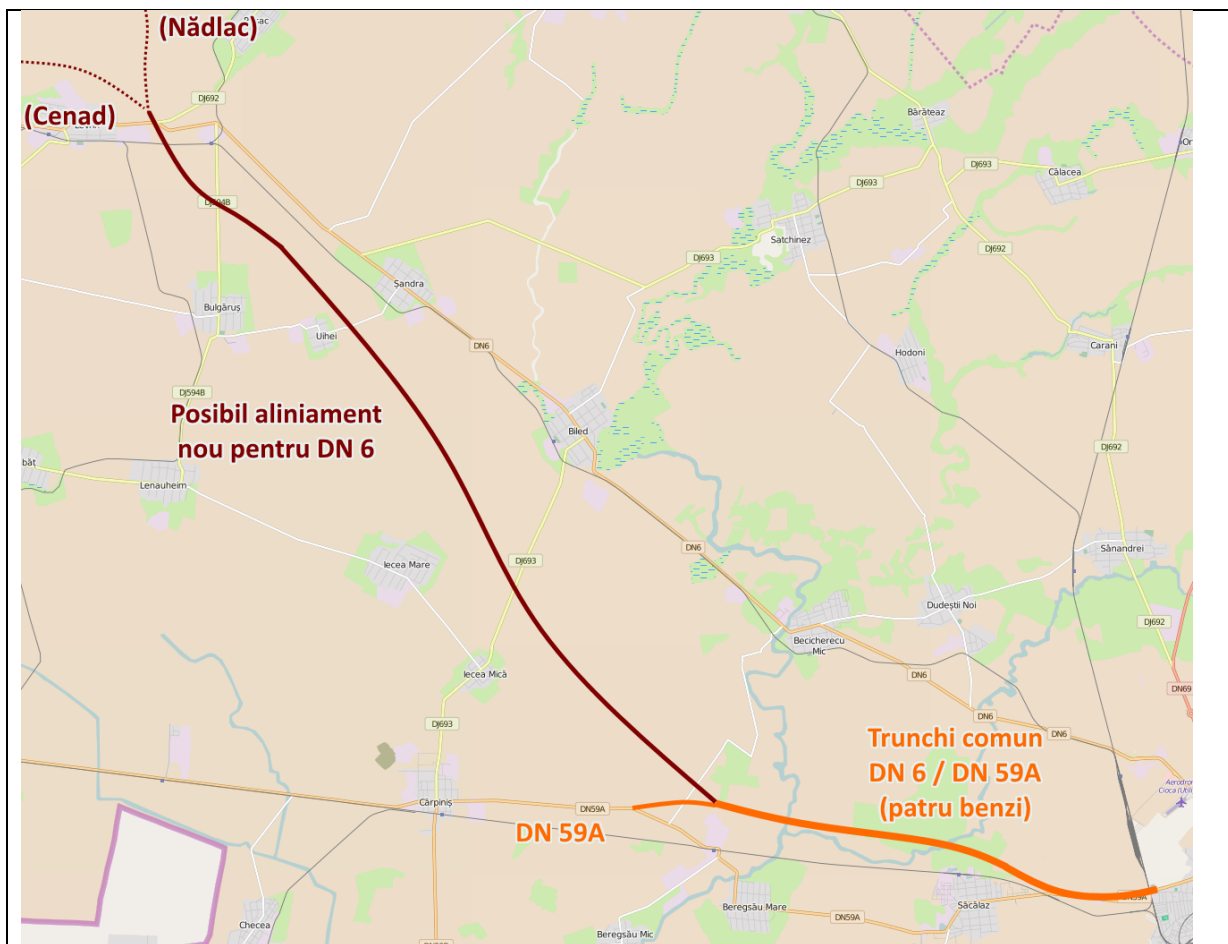 (Nădlac)
DJ692
(Cenad)
Bărăteaz
DJ693
Călacea
DJ693
Satchinez
DJ693
DJ692
Șandra
Bulgăruș
Uihei
DN6
Carani
Hodoni
DJ594B
Posibil aliniament
nou pentru DN 6
Biled
DJ692
Lenauheim
DN6
Sânandrei
DJ693
Iecea Mare
Dudeștii Noi
DJ692
Becicherecu
Mic
Iecea Mică
DN6
DN69
DN6
DJ693
DN6
Trunchi comun
DN 6 / DN 59A
(patru benzi)
Cărpiniș
DN59A
DN 59A
Săcălaz
Beregsău Mare
DN59A
Checea
Beregsău Mic